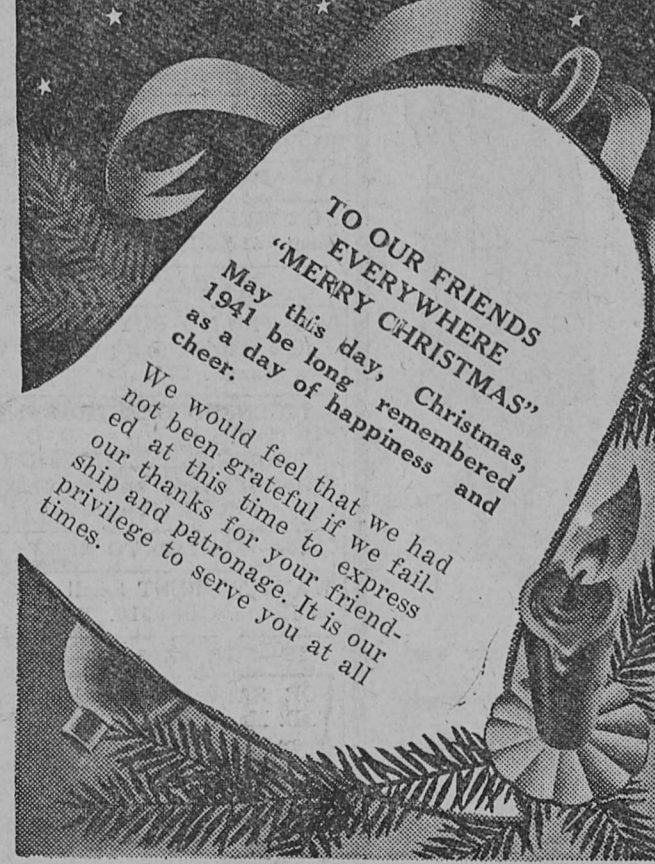 TO OUR FRIENDS
EVERYWHERE
“MERRY CHRISTMAS”
May this day, Christmas,
1941 be long remembered
as a day of happiness and
cheer.
We would feel that we had
not been grateful if we fail-
ed at this time to express
our thanks for your friend-
ship and patronage. It is our
privilege to serve you at all
times.